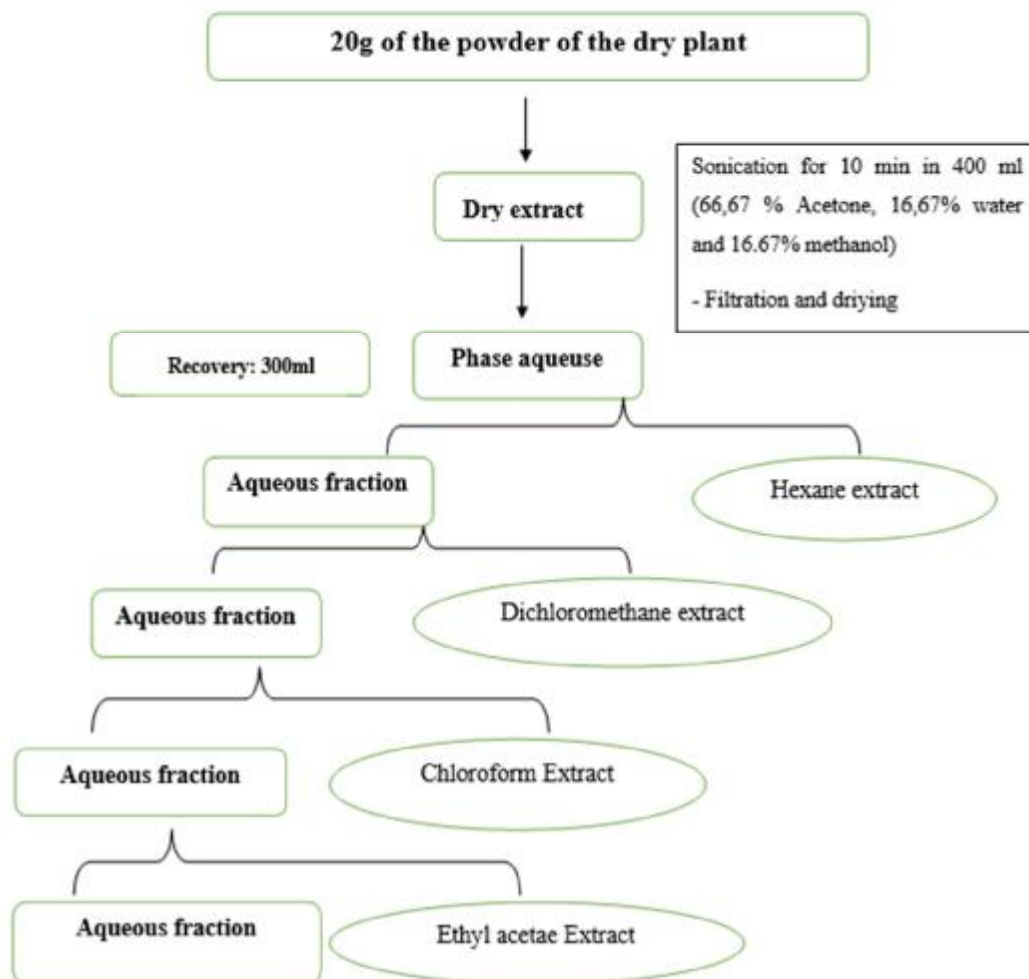 20g of the powder of the dry plant
Sonication for 10 min in 400 ml
(66,67 % Acetone, 16,67% water
and 16.67% methanol)
- Filtration and driying
Dry extract
Recovery: 300ml
Phase aqueuse
Aqueous fraction
Hexane extract
Aqueous fraction
Dichloromethane extract
Aqueous fraction
Chloroform Extract
Aqueous fraction
Ethyl acetae Extract